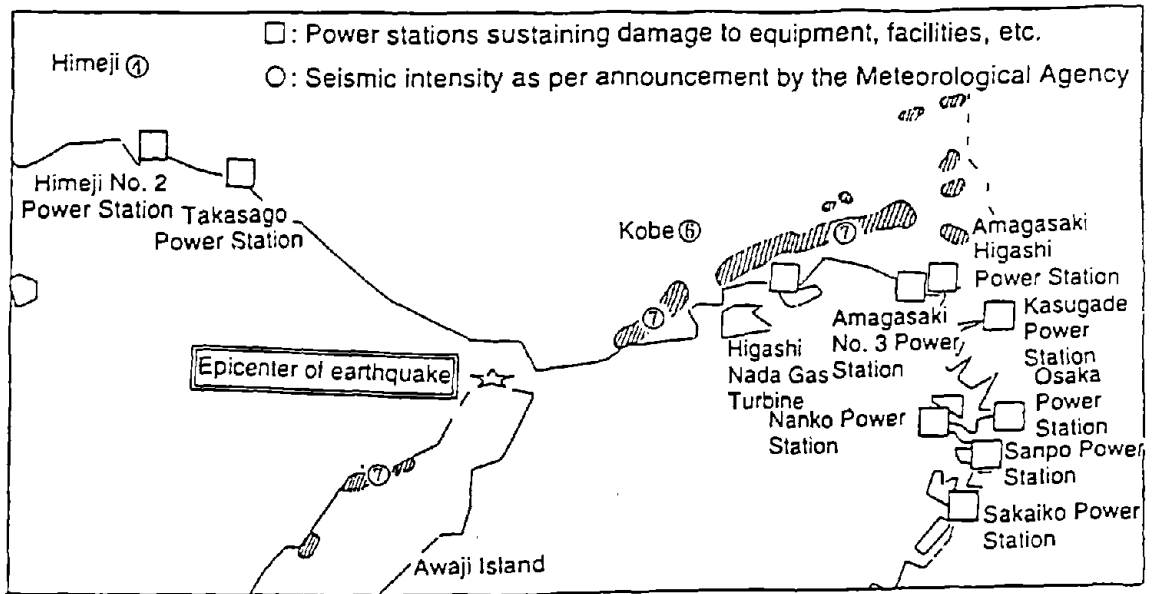 □: Power stations sustaining damage to equipment, facilities, etc.
Himeji ④
○: Seismic intensity as per announcement by the Meteorological Agency
Himeji No. 2
Power Station
Takasago
Power Station
Kobe ⑥
⑦
⑦
Amagasaki
Higashi
Power Station
Kasugade
Power
Station
Amagasaki
No. 3 Power
Station
Higashi
Nada Gas
Turbine
Epicenter of earthquake
Osaka
Power
Station
Nanko Power
Station
Sanpo Power
Station
⑦
Sakaiko Power
Station
Awaji Island